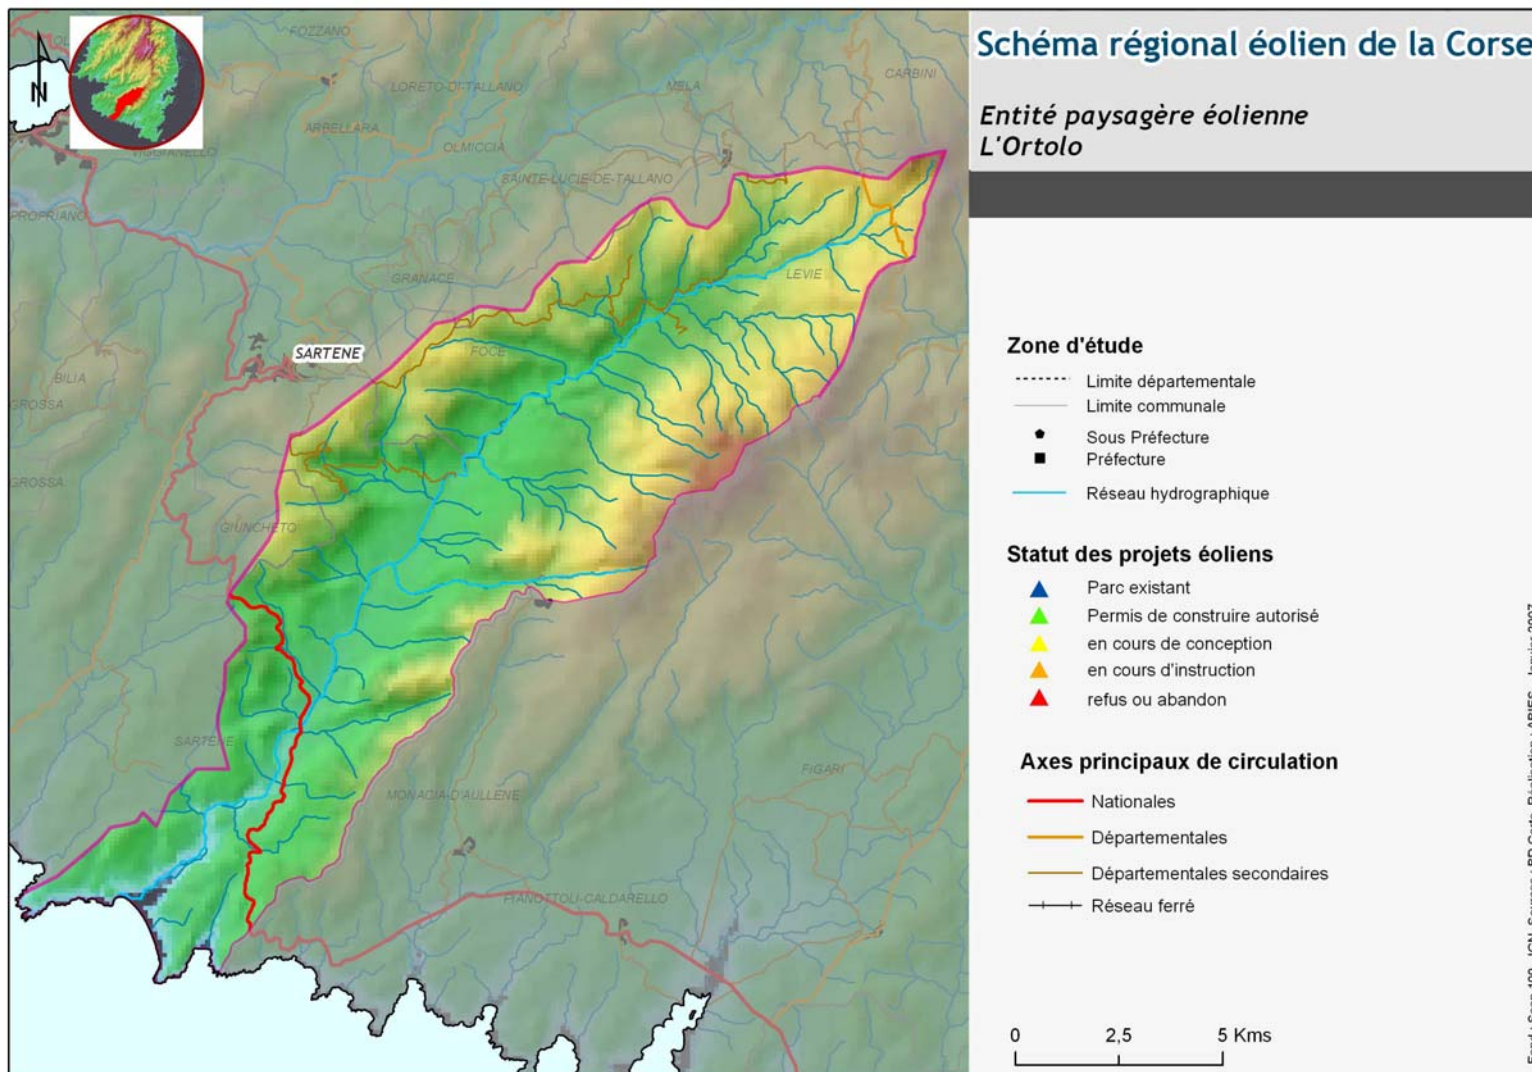 Schéma régional éolien de la Corse
Entité paysagère éolienne
L'Ortolo
N
FOZZANO
LORETO-DI-TALLANO
MELA
CARBINI
ARBELLARA
OLMICCIA
VIGGIANELLO
SAINTE-LUCIE-DE-TALLANO
PROPRIANO
GRANACE
LEVIE
SARTENE
FOCE
BILIA
GROSSA
GROSSA
GIUNCHETO
SARTÈNE
MONACIA-D'AULLENE
FIGARI
PIANOTTOLI-CALDARELLO
Zone d'étude
Limite départementale
Limite communale
Sous Préfecture
Préfecture
Réseau hydrographique
Statut des projets éoliens
Parc existant
Permis de construire autorisé
en cours de conception
en cours d'instruction
refus ou abandon
Axes principaux de circulation
Nationales
Départementales
Départementales secondaires
Réseau ferré
0 2,5 5 Kms